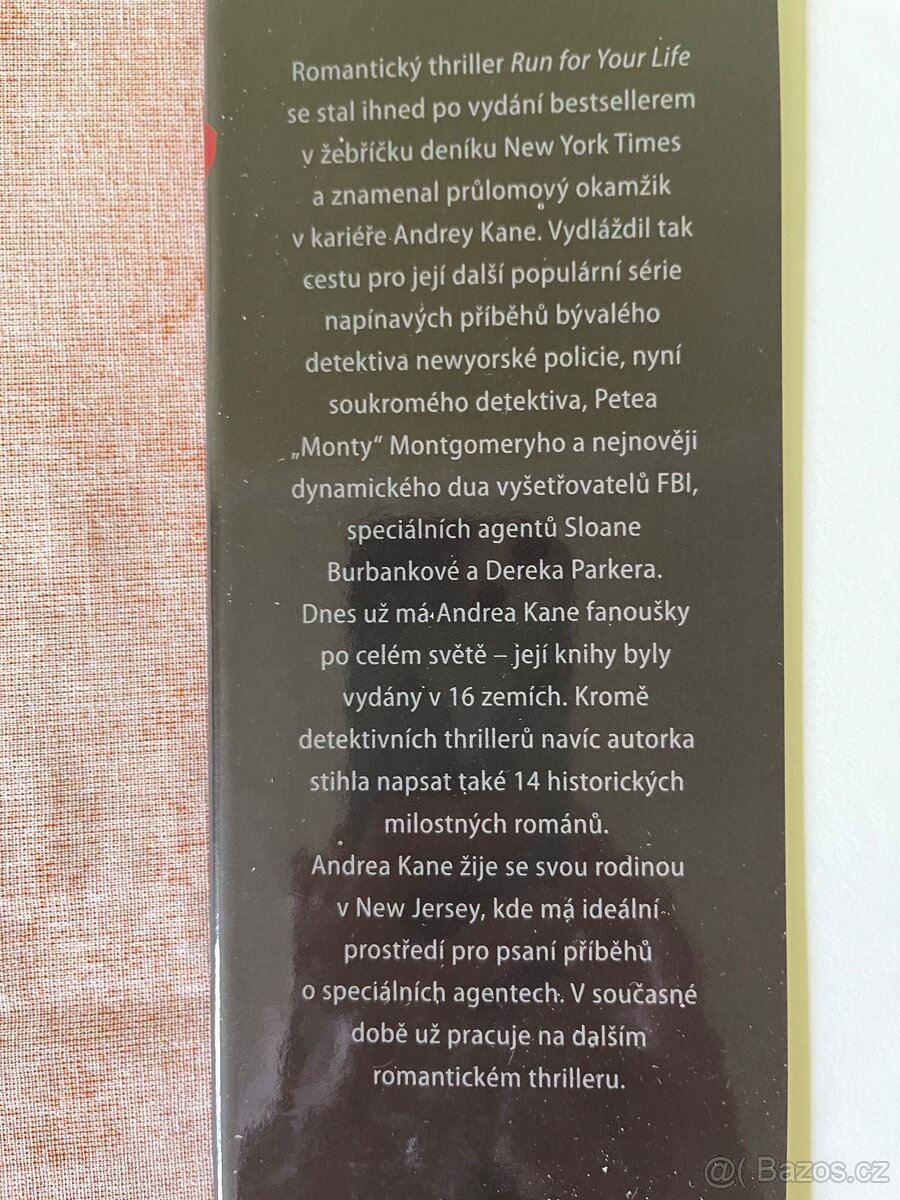 Romantický thriller Run for Your Life
se stal ihned po vydání bestsellerem
v žebříčku deníku New York Times
a znamenal průlomový okamžik
v kariéře Andrey Kane. Vydláždil tak
cestu pro její další populární série
napínavých příběhů bývalého
detektiva newyorské policie, nyní
soukromého detektiva, Petea
„Monty“ Montgomeryho a nejnověji
dynamického dua vyšetřovatelů FBI,
speciálních agentů Sloane
Burbankové a Dereka Parkera.
Dnes už má Andrea Kane fanoušky
po celém světě – její knihy byly
vydány v 16 zemích. Kromě
detektivních thrillerů navíc autorka
stihla napsat také 14 historických
milostných románů.
Andrea Kane žije se svou rodinou
v New Jersey, kde má ideální
prostředí pro psaní příběhů
o speciálních agentech. V současné
době už pracuje na dalším
romantickém thrilleru.
@( Bazos.cz